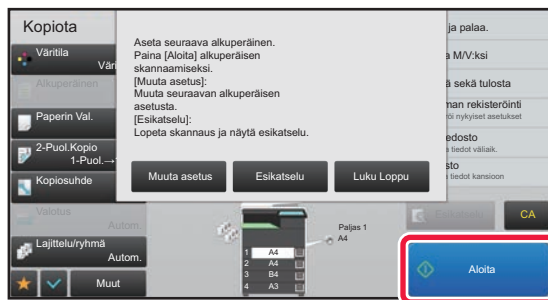 Kopiota
Väritila
Väri
Alkuperäinen
Paperin Val.
2-Puol.Kopio
1-Puol.→
Kopiosuhde
Valotus
Autom.
Lajittelu/ryhmä
Autom.
Muut
Aseta seuraava alkuperäinen.
Paina [Aloita] alkuperäisen
skannaamiseksi.
[Muuta asetus]:
Muuta seuraavan alkuperäisen
asetusta.
[Esikatselu]:
Lopeta skannaus ja näytä esikatselu.
Muuta asetus
Esikatselu
Luku Loppu
Paljas 1
A4
1 A4
2 A4
3 B4
4 A3
ja palaa.
a M/V:ksi
ä sekä tulosta
man rekisteröinti
röi nykyiset asetukset
edosto
a tiedot väliaik.
sto
a tiedot kansioon
Esikatselu
CA
Aloita